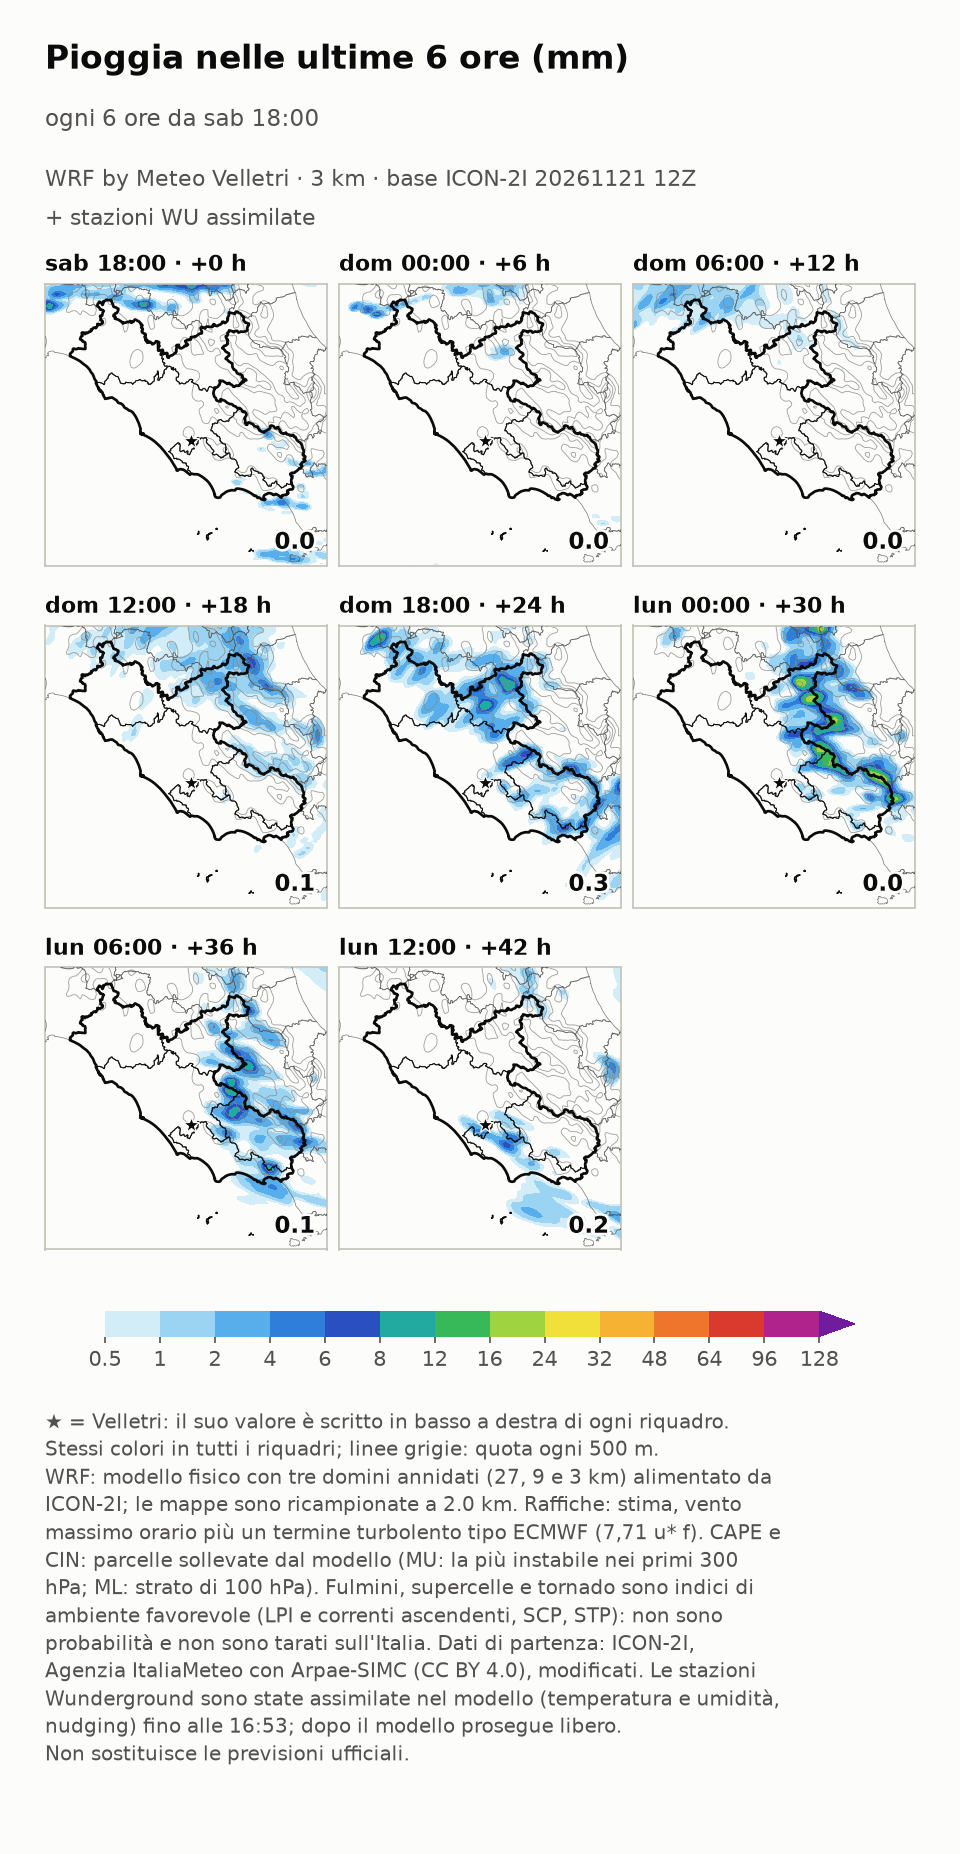 Pioggia nelle ultime 6 ore (mm)
ogni 6 ore da sab 18:00
WRF by Meteo Velletri · 3 km · base ICON-2I 20261121 12Z
+ stazioni WU assimilate
sab 18:00 · +0 h
dom 00:00 · +6 h
dom 06:00 · +12 h
0.0
0.0
0.0
dom 12:00 · +18 h
dom 18:00 · +24 h
lun 00:00 · +30 h
0.1
0.3
0.0
lun 06:00 · +36 h
lun 12:00 · +42 h
0.1
0.2
0.5 1 2 4 6 8 12 16 24 32 48 64 96 128
★ = Velletri: il suo valore è scritto in basso a destra di ogni riquadro.
Stessi colori in tutti i riquadri; linee grigie: quota ogni 500 m.
WRF: modello fisico con tre domini annidati (27, 9 e 3 km) alimentato da
ICON-2I; le mappe sono ricampionate a 2.0 km. Raffiche: stima, vento
massimo orario più un termine turbolento tipo ECMWF (7,71 u* f). CAPE e
CIN: parcelle sollevate dal modello (MU: la più instabile nei primi 300
hPa; ML: strato di 100 hPa). Fulmini, supercelle e tornado sono indici di
ambiente favorevole (LPI e correnti ascendenti, SCP, STP): non sono
probabilità e non sono tarati sull'Italia. Dati di partenza: ICON-2I,
Agenzia ItaliaMeteo con Arpae-SIMC (CC BY 4.0), modificati. Le stazioni
Wunderground sono state assimilate nel modello (temperatura e umidità,
nudging) fino alle 16:53; dopo il modello prosegue libero.
Non sostituisce le previsioni ufficiali.